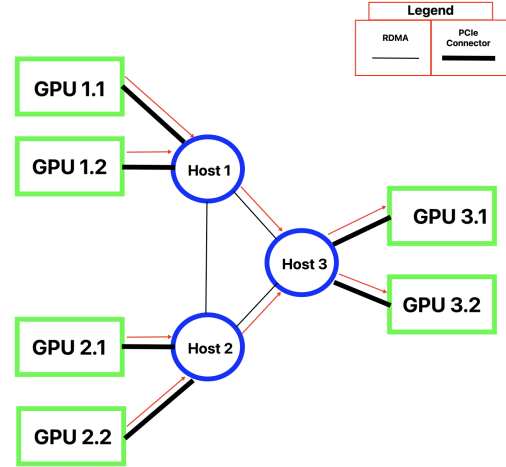 Legend
RDMA
PCIe
Connector
GPU 1.1
GPU 1.2
Host 1
GPU 3.1
Host 3
GPU 3.2
GPU 2.1
Host 2
GPU 2.2